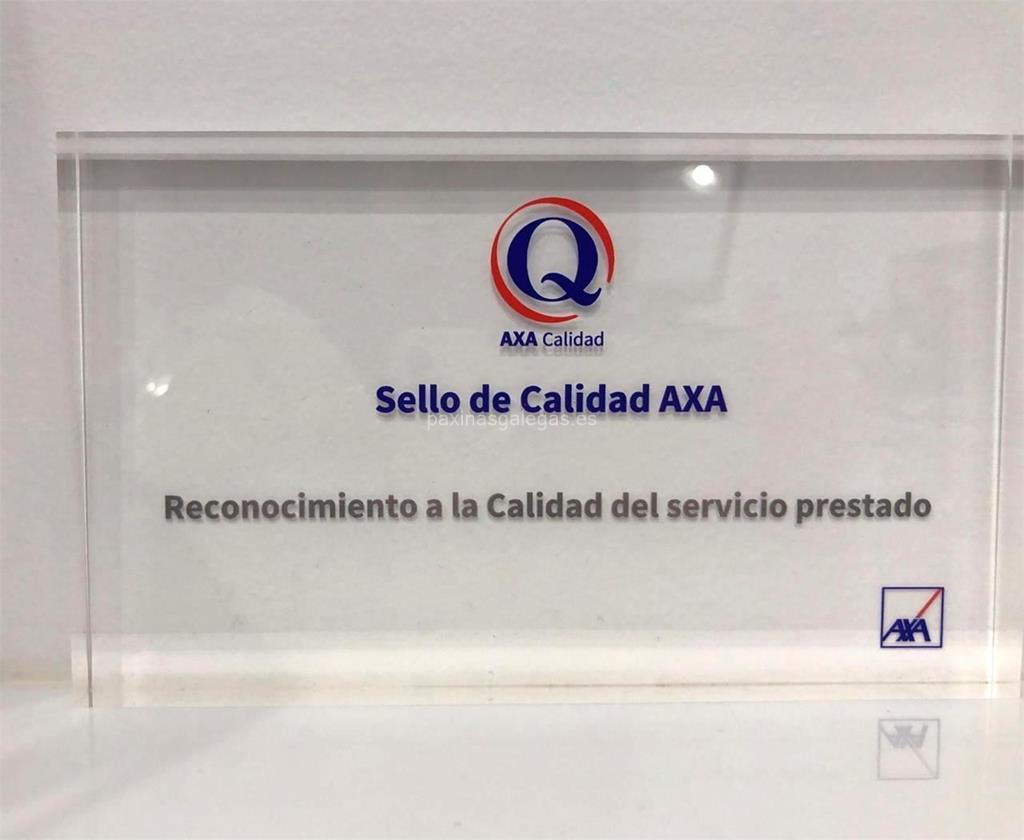 Q
AXA Calidad
Sello de Calidad AXA
paxinasgalegas.es
Reconocimiento a la Calidad del servicio prestado
AXA